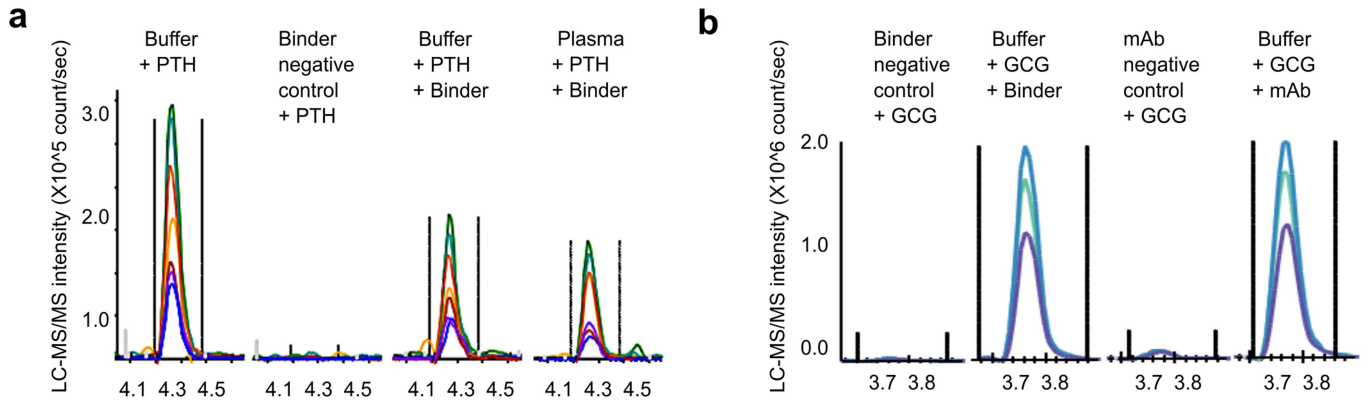 a
LC-MS/MS intensity (X10^5 count/sec)
Buffer
+ PTH
Binder
negative
control
+ PTH
Buffer
+ PTH
+ Binder
Plasma
+ PTH
+ Binder
3.0
2.0
1.0
4.1 4.3 4.5
4.1 4.3 4.5
4.1 4.3 4.5
4.1 4.3 4.5
b
LC-MS/MS intensity (X10^6 count/sec)
Binder
negative
control
+ GCG
Buffer
+ GCG
+ Binder
mAb
negative
control
+ GCG
Buffer
+ GCG
+ mAb
2.0
1.0
0.0
3.7 3.8
3.7 3.8
3.7 3.8
3.7 3.8